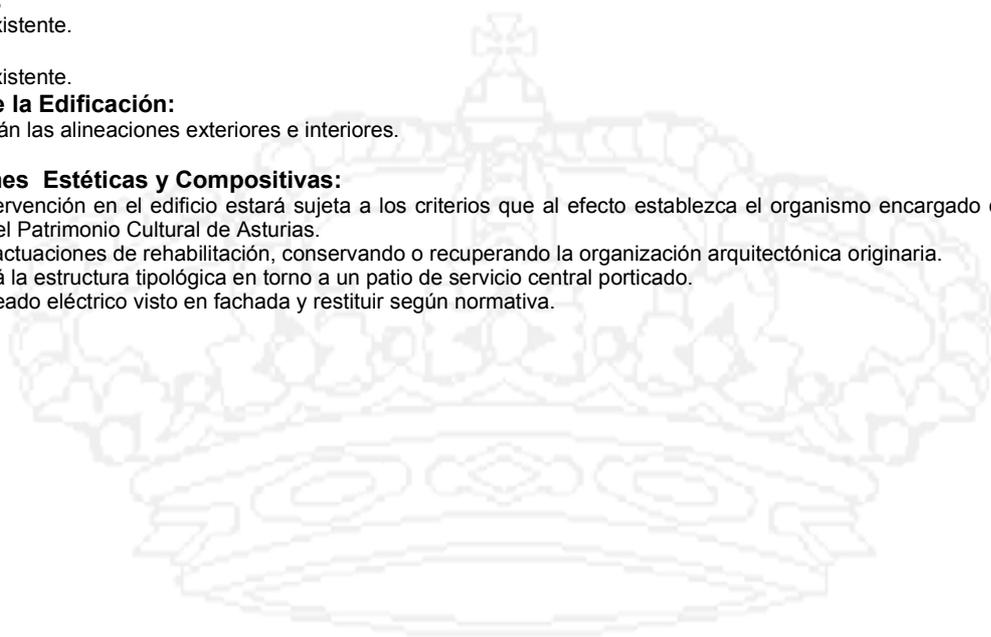 xistente.
xistente.
e la Edificación:
án las alineaciones exteriores e interiores.
nes Estéticas y Compositivas:
ervención en el edificio estará sujeta a los criterios que al efecto establezca el organismo encargado
el Patrimonio Cultural de Asturias.
actuaciones de rehabilitación, conservando o recuperando la organización arquitectónica originaria.
á la estructura tipológica en torno a un patio de servicio central porticado.
eado eléctrico visto en fachada y restituir según normativa.